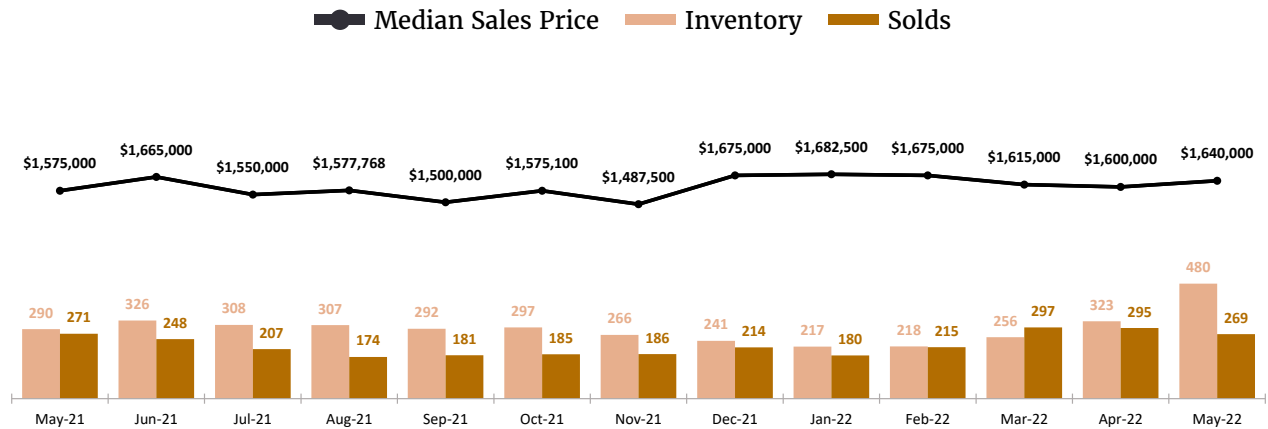 Median Sales Price Inventory Solds
$1,575,000 $1,665,000 $1,550,000 $1,577,768 $1,500,000 $1,575,100 $1,487,500 $1,675,000 $1,682,500 $1,675,000 $1,615,000 $1,600,000 $1,640,000
290 271 326 248 308 207 307 174 292 181 297 185 266 186 241 214 217 180 218 215 256 297 323 295 480 269
May-21 Jun-21 Jul-21 Aug-21 Sep-21 Oct-21 Nov-21 Dec-21 Jan-22 Feb-22 Mar-22 Apr-22 May-22